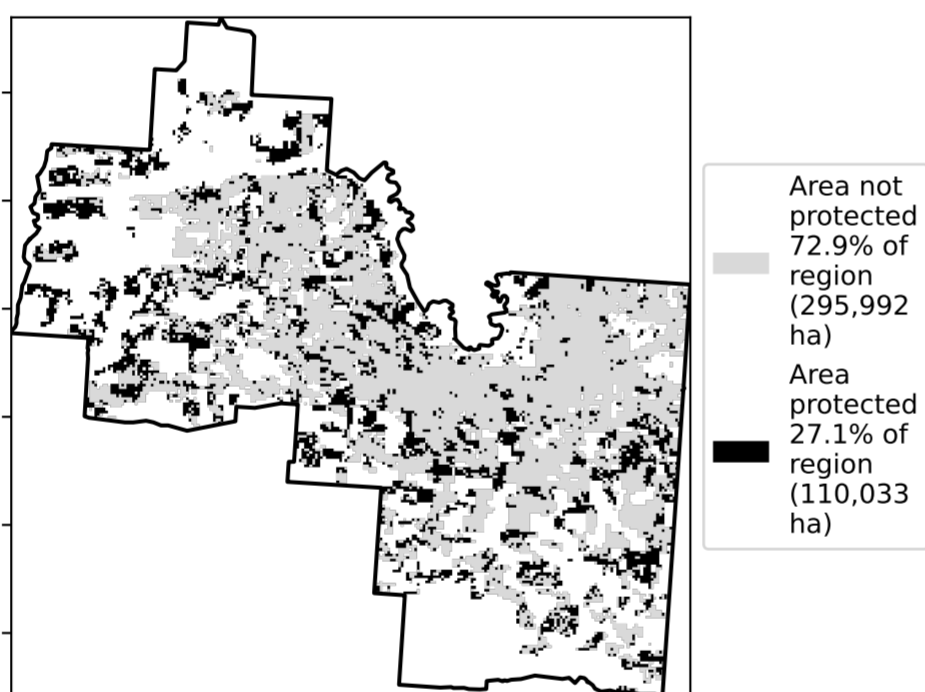 Area not
protected
72.9% of
region
(295,992
ha)
Area
protected
27.1% of
region
(110,033
ha)